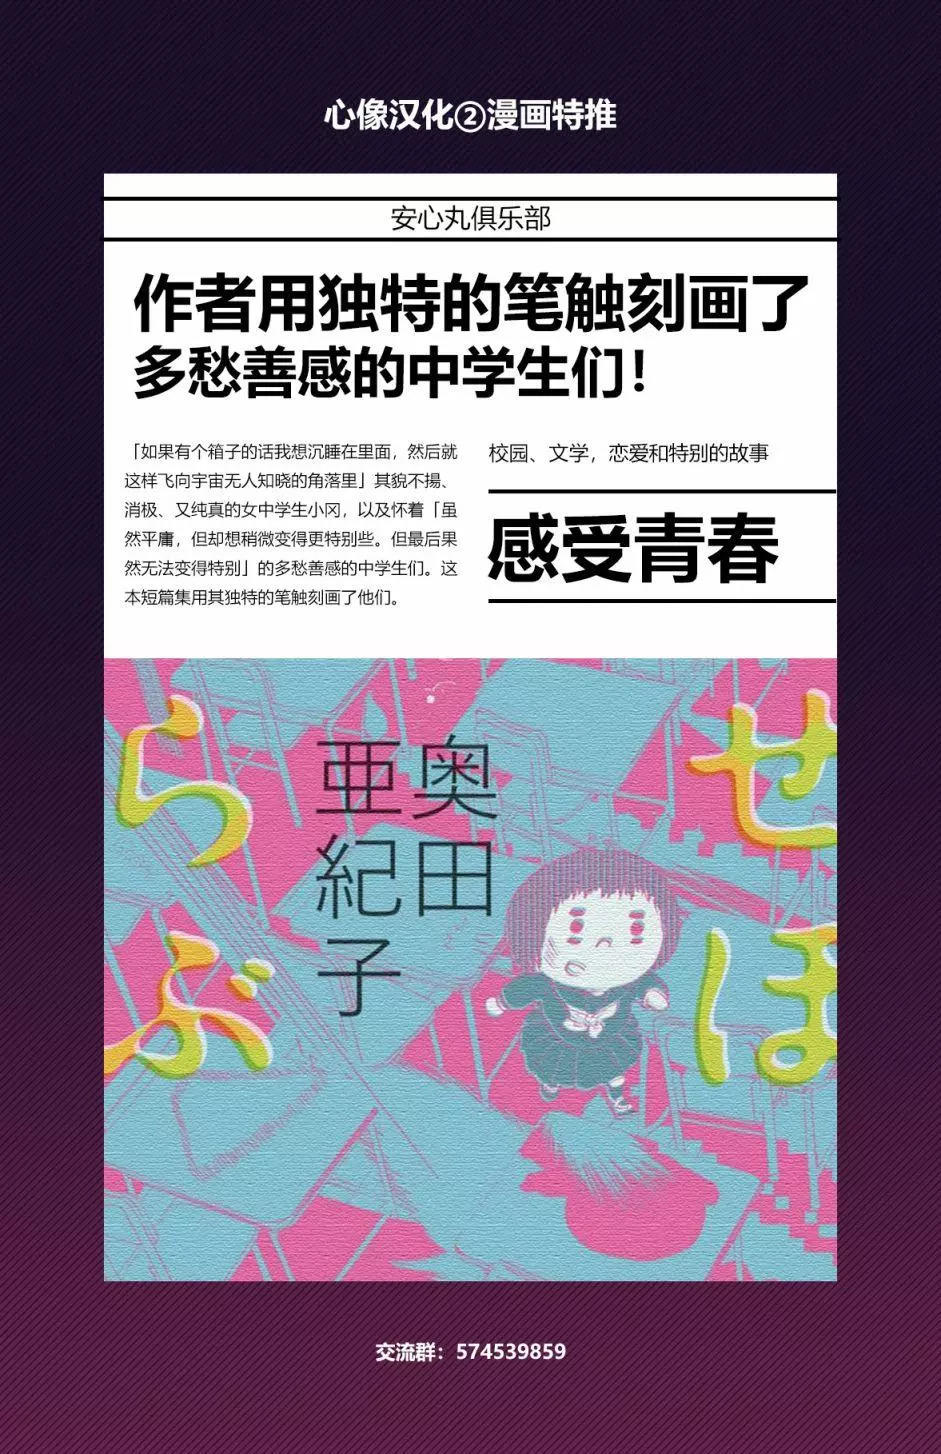 心像汉化②漫画特推
安心丸俱乐部
作者用独特的笔触刻画了
多愁善感的中学生们！
「如果有个箱子的话我想沉睡在里面，然后就
这样飞向宇宙无人知晓的角落里」其貌不揚、
消极、又纯真的女中学生小冈，以及怀着「虽
然平庸，但却想稍微变得更特别些。但最后果
然无法变得特别」的多愁善感的中学生们。这
本短篇集用其独特的笔触刻画了他们。
校园、文学，恋爱和特别的故事
感受青春
せほ
らぶ
奥田
亜紀子
交流群：574539859